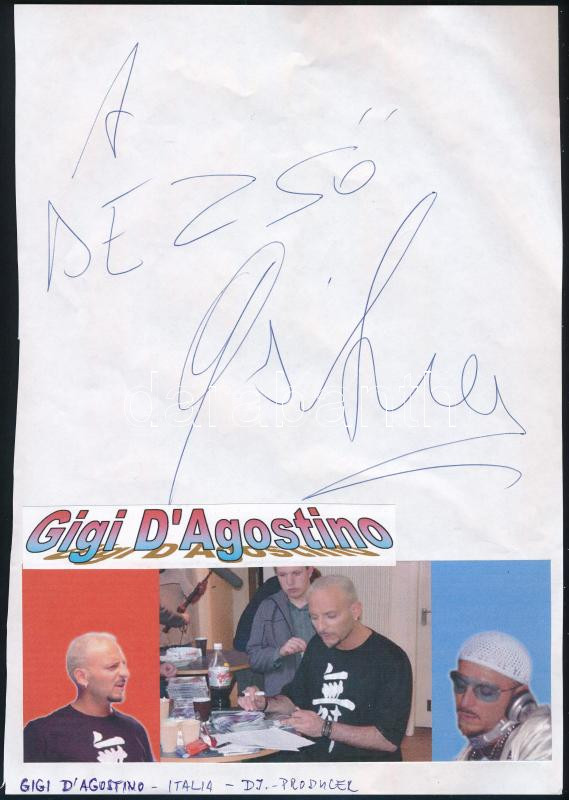 A
DEZSŐ
Gigi D'Agostino
GIGI D'AGOSTINO - ITALIA - DJ.-PRODUCER